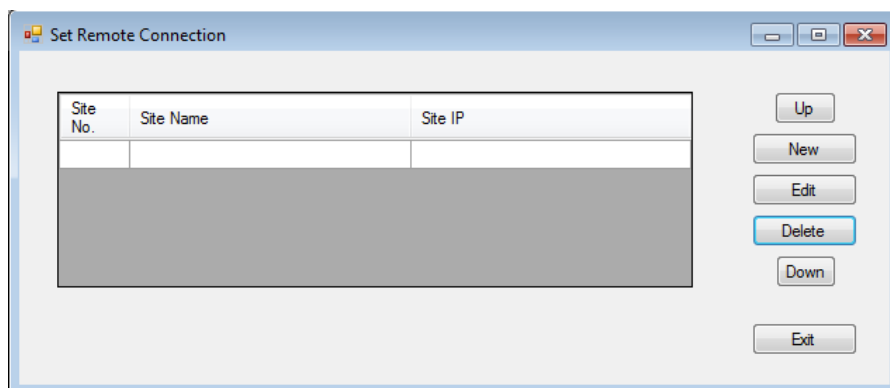 Set Remote Connection
Site No.
Site Name
Site IP
Up
New
Edit
Delete
Down
Exit